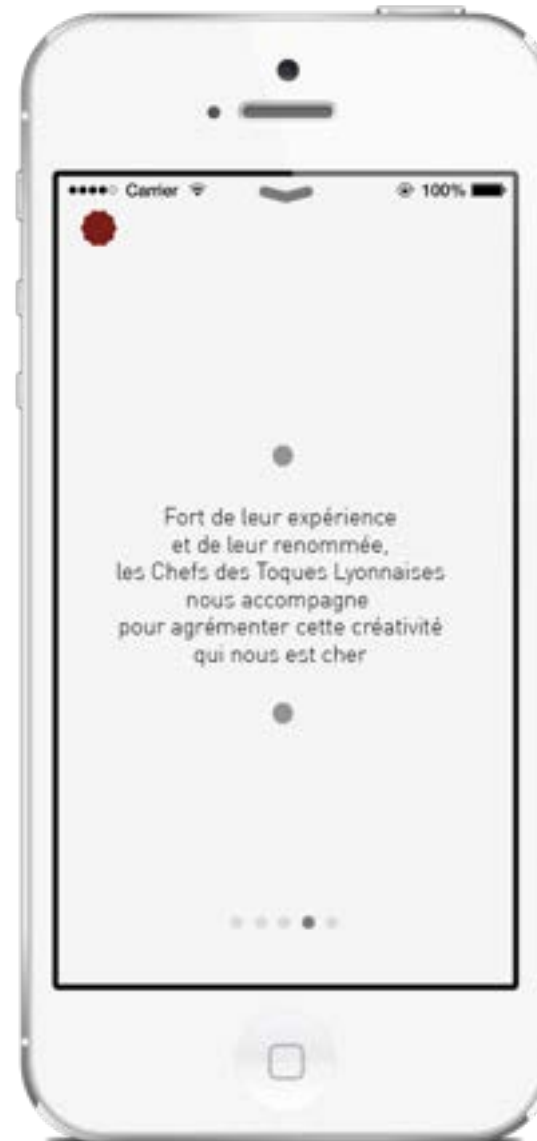 Carrier 100%
Fort de leur expérience
et de leur renommée,
les Chefs des Toques Lyonnaises
nous accompagne
pour agrémenter cette créativité
qui nous est cher